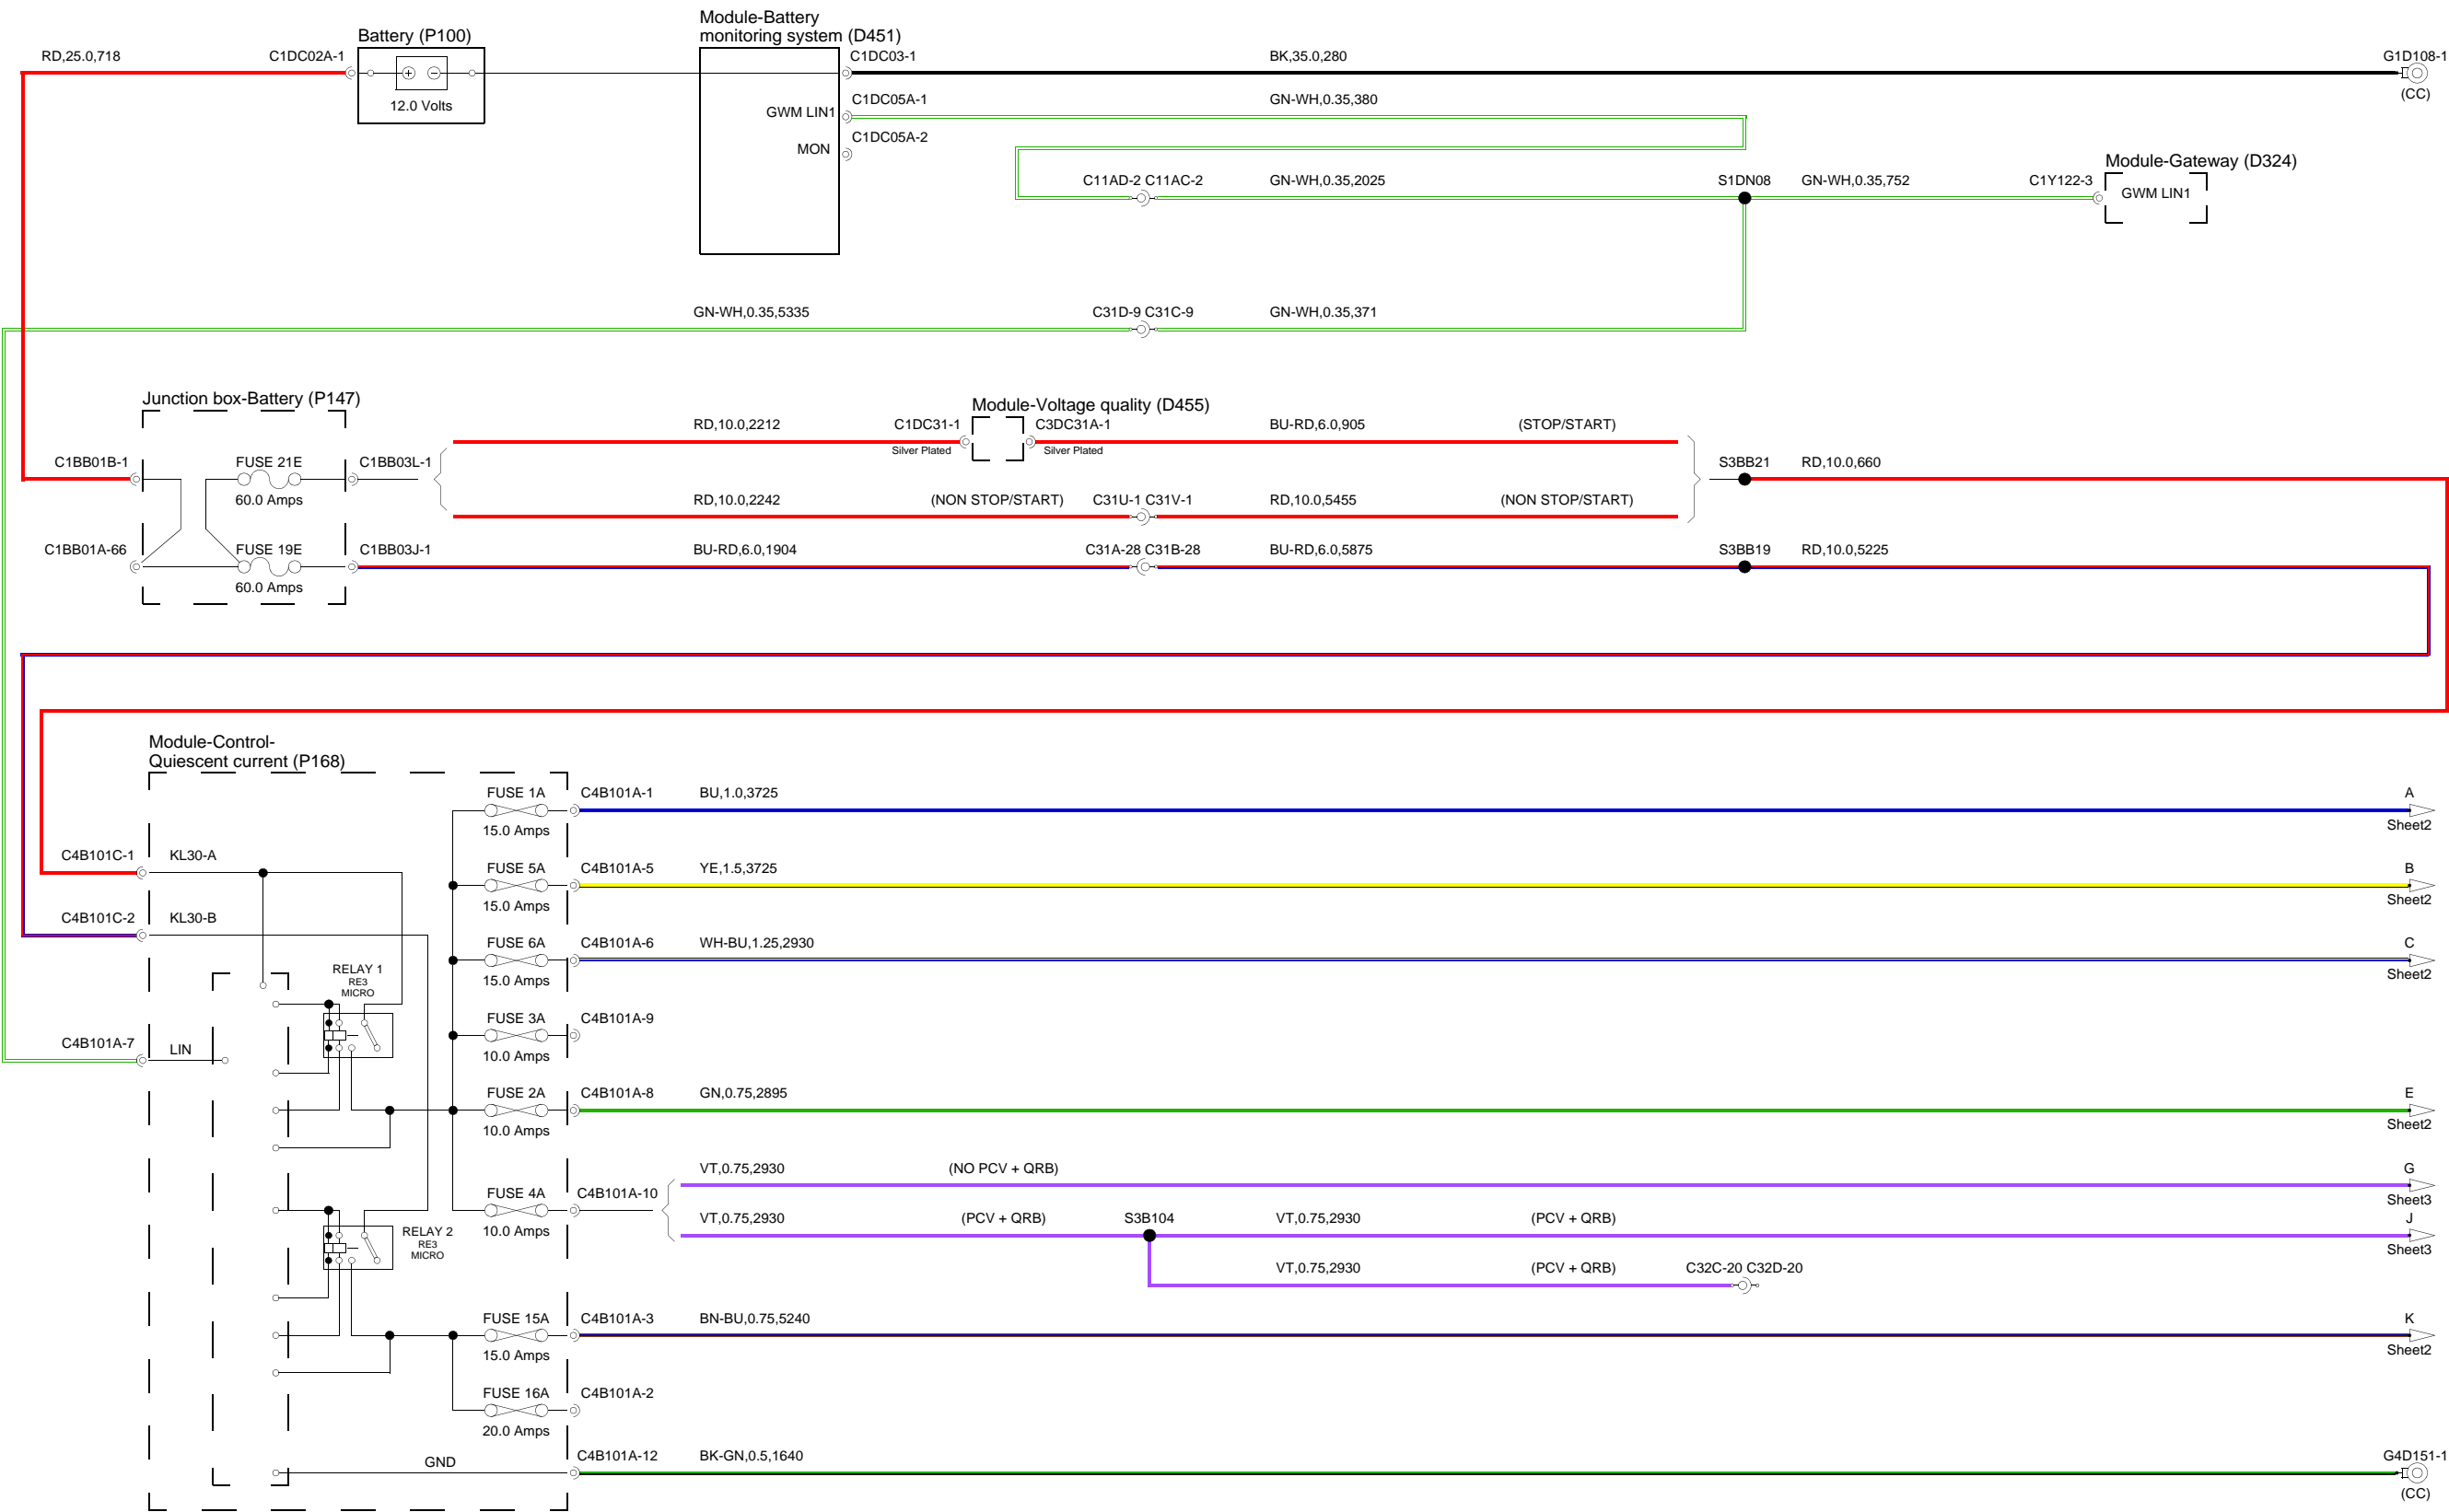 Module-Battery
Battery (P100)
monitoring system (D451)
RD,25.0,718
C1DC02A-1
C1DC03-1
BK,35.0,280
G1D108-1
12.0 Volts
(CC)
C1DC05A-1
GN-WH,0.35,380
GWM LIN1
C1DC05A-2
MON
Module-Gateway (D324)
C11AD-2 C11AC-2
GN-WH,0.35,2025
S1DN08
GN-WH,0.35,752
C1Y122-3
GWM LIN1
GN-WH,0.35,5335
C31D-9 C31C-9
GN-WH,0.35,371
Junction box-Battery (P147)
Module-Voltage quality (D455)
RD,10.0,2212
C1DC31-1
C3DC31A-1
BU-RD,6.0,905
(STOP/START)
Silver Plated
Silver Plated
C1BB01B-1
FUSE 21E
C1BB03L-1
S3BB21
RD,10.0,660
60.0 Amps
RD,10.0,2242
(NON STOP/START)
C31U-1 C31V-1
RD,10.0,5455
(NON STOP/START)
C1BB01A-66
FUSE 19E
C1BB03J-1
BU-RD,6.0,1904
C31A-28 C31B-28
BU-RD,6.0,5875
S3BB19
RD,10.0,5225
60.0 Amps
Module-Control-
Quiescent current (P168)
FUSE 1A
C4B101A-1
BU,1.0,3725
A
15.0 Amps
Sheet2
C4B101C-1
KL30-A
FUSE 5A
C4B101A-5
YE,1.5,3725
B
15.0 Amps
Sheet2
C4B101C-2
KL30-B
FUSE 6A
C4B101A-6
WH-BU,1.25,2930
C
15.0 Amps
Sheet2
RELAY 1
RE3
MICRO
FUSE 3A
C4B101A-9
10.0 Amps
C4B101A-7
LIN
FUSE 2A
C4B101A-8
GN,0.75,2895
E
10.0 Amps
Sheet2
VT,0.75,2930
(NO PCV + QRB)
G
Sheet3
FUSE 4A
C4B101A-10
10.0 Amps
VT,0.75,2930
(PCV + QRB)
S3B104
VT,0.75,2930
(PCV + QRB)
J
Sheet3
RELAY 2
RE3
MICRO
VT,0.75,2930
(PCV + QRB)
C32C-20 C32D-20
FUSE 15A
C4B101A-3
BN-BU,0.75,5240
K
15.0 Amps
Sheet2
FUSE 16A
C4B101A-2
20.0 Amps
GND
C4B101A-12
BK-GN,0.5,1640
G4D151-1
(CC)